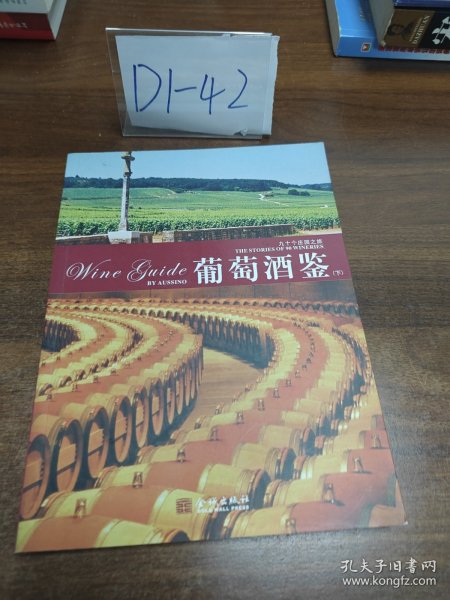 D1-42
九十个庄园之旅
THE STORIES OF 90 WINERIES
Wine Guide
BY AUSSINO
葡萄酒鉴
(下)
金城出版社
GOLD WALL PRESS
孔夫子旧书网
www.kongfz.com